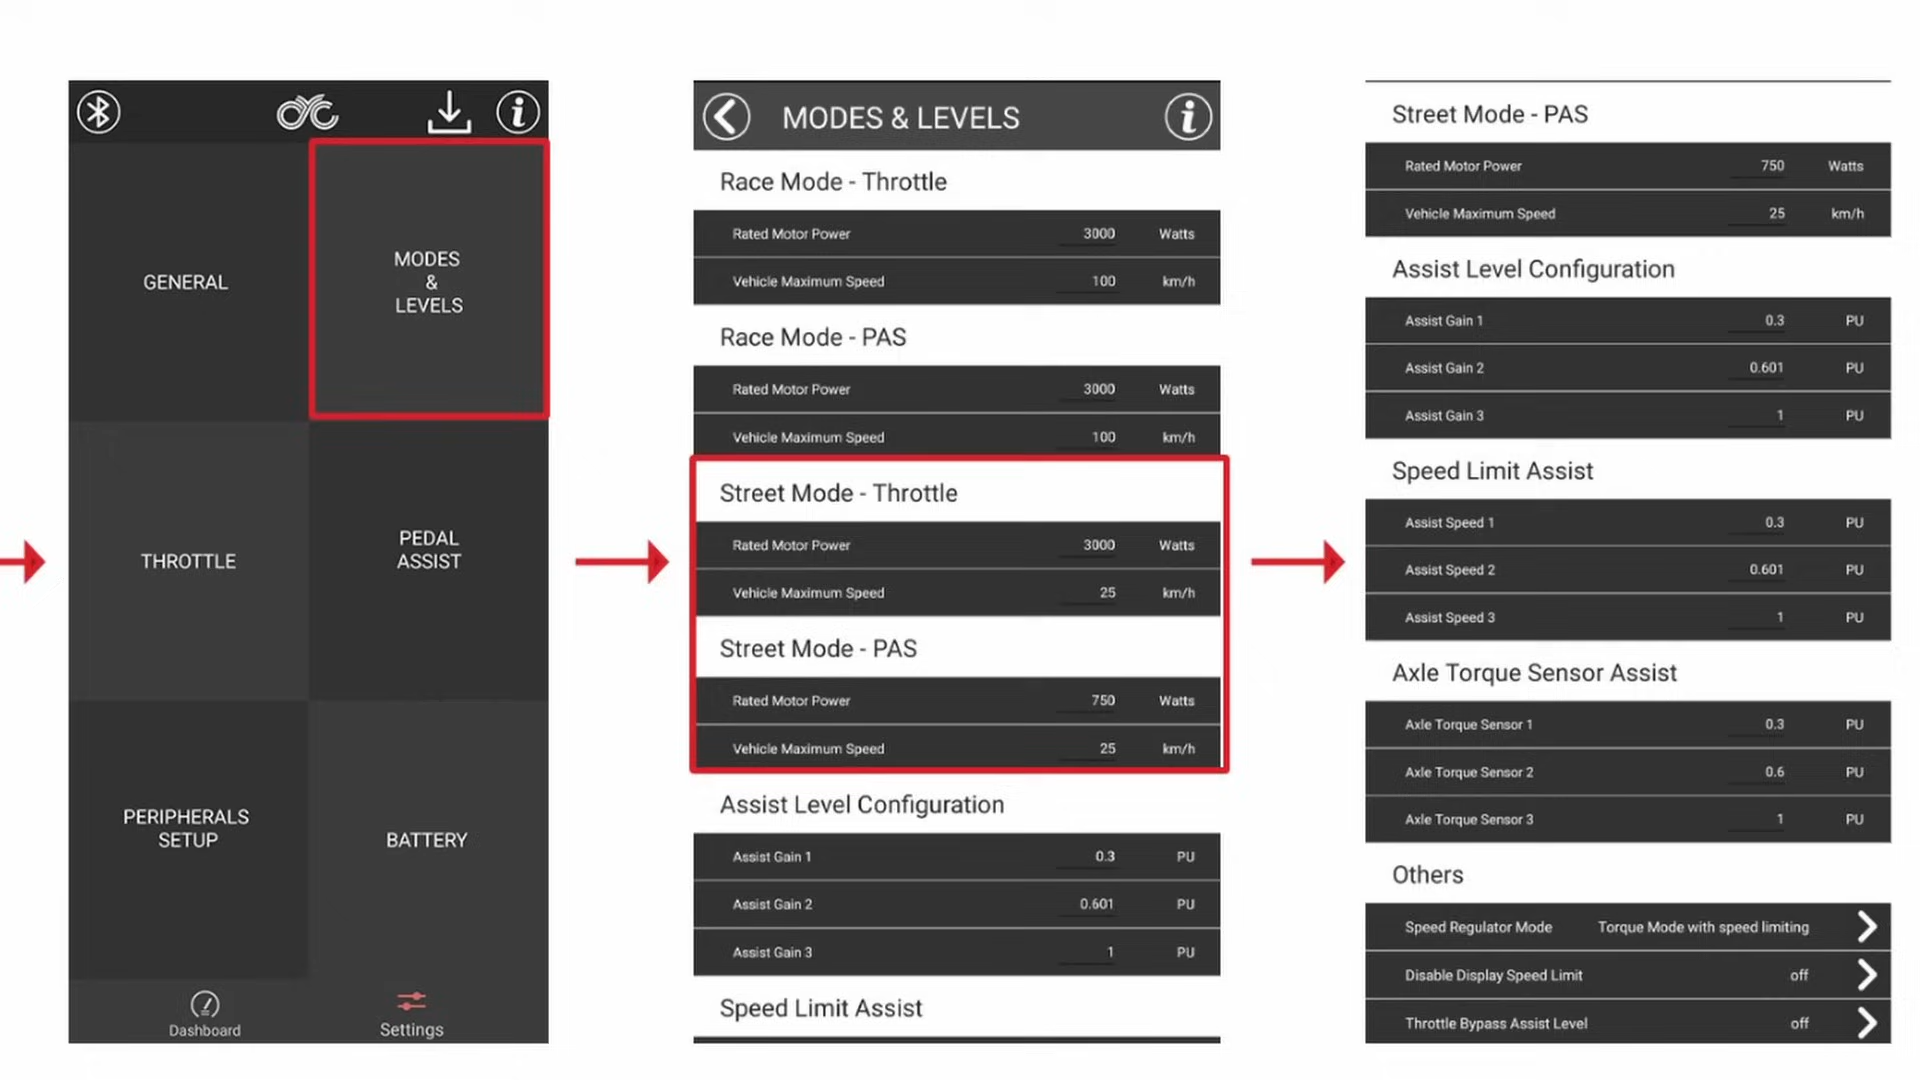 GENERAL
MODES
&
LEVELS
THROTTLE
PEDAL
ASSIST
PERIPHERALS
SETUP
BATTERY
Dashboard
Settings
MODES & LEVELS
Race Mode - Throttle
Rated Motor Power 3000 Watts
Vehicle Maximum Speed 100 km/h
Race Mode - PAS
Rated Motor Power 3000 Watts
Vehicle Maximum Speed 100 km/h
Street Mode - Throttle
Rated Motor Power 3000 Watts
Vehicle Maximum Speed 25 km/h
Street Mode - PAS
Rated Motor Power 750 Watts
Vehicle Maximum Speed 25 km/h
Assist Level Configuration
Assist Gain 1 0.3 PU
Assist Gain 2 0.601 PU
Assist Gain 3 1 PU
Speed Limit Assist
Street Mode - PAS
Rated Motor Power 750 Watts
Vehicle Maximum Speed 25 km/h
Assist Level Configuration
Assist Gain 1 0.3 PU
Assist Gain 2 0.601 PU
Assist Gain 3 1 PU
Speed Limit Assist
Assist Speed 1 0.3 PU
Assist Speed 2 0.601 PU
Assist Speed 3 1 PU
Axle Torque Sensor Assist
Axle Torque Sensor 1 0.3 PU
Axle Torque Sensor 2 0.6 PU
Axle Torque Sensor 3 1 PU
Others
Speed Regulator Mode Torque Mode with speed limiting
Disable Display Speed Limit off
Throttle Bypass Assist Level off